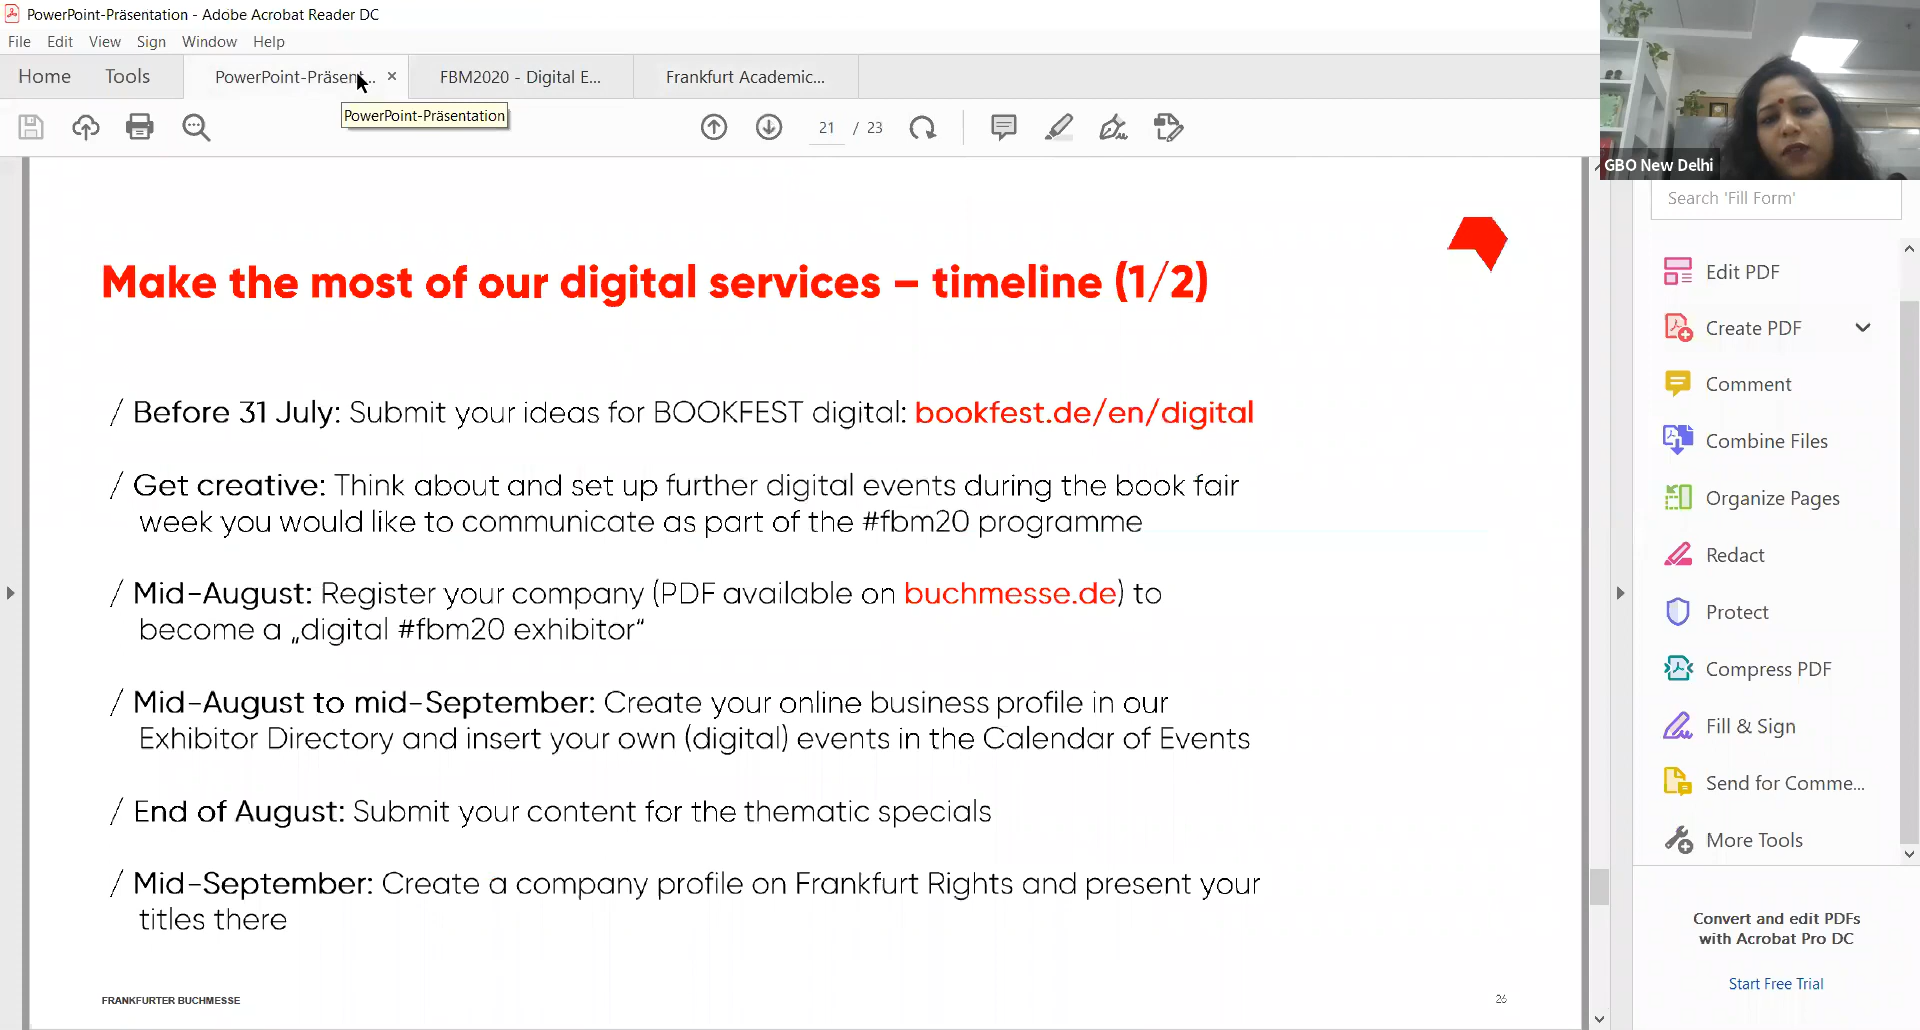 PowerPoint-Präsentation - Adobe Acrobat Reader DC
File Edit View Sign Window Help
Home Tools PowerPoint-Präsent... × FBM2020 - Digital E... Frankfurt Academic...
PowerPoint-Präsentation
21 / 23
GBO New Delhi
Search 'Fill Form'
Make the most of our digital services – timeline (1/2)
/ Before 31 July: Submit your ideas for BOOKFEST digital: bookfest.de/en/digital
/ Get creative: Think about and set up further digital events during the book fair
week you would like to communicate as part of the #fbm20 programme
/ Mid-August: Register your company (PDF available on buchmesse.de) to
become a „digital #fbm20 exhibitor“
/ Mid-August to mid-September: Create your online business profile in our
Exhibitor Directory and insert your own (digital) events in the Calendar of Events
/ End of August: Submit your content for the thematic specials
/ Mid-September: Create a company profile on Frankfurt Rights and present your
titles there
FRANKFURTER BUCHMESSE
26
Edit PDF
Create PDF
Comment
Combine Files
Organize Pages
Redact
Protect
Compress PDF
Fill & Sign
Send for Comme...
More Tools
Convert and edit PDFs
with Acrobat Pro DC
Start Free Trial